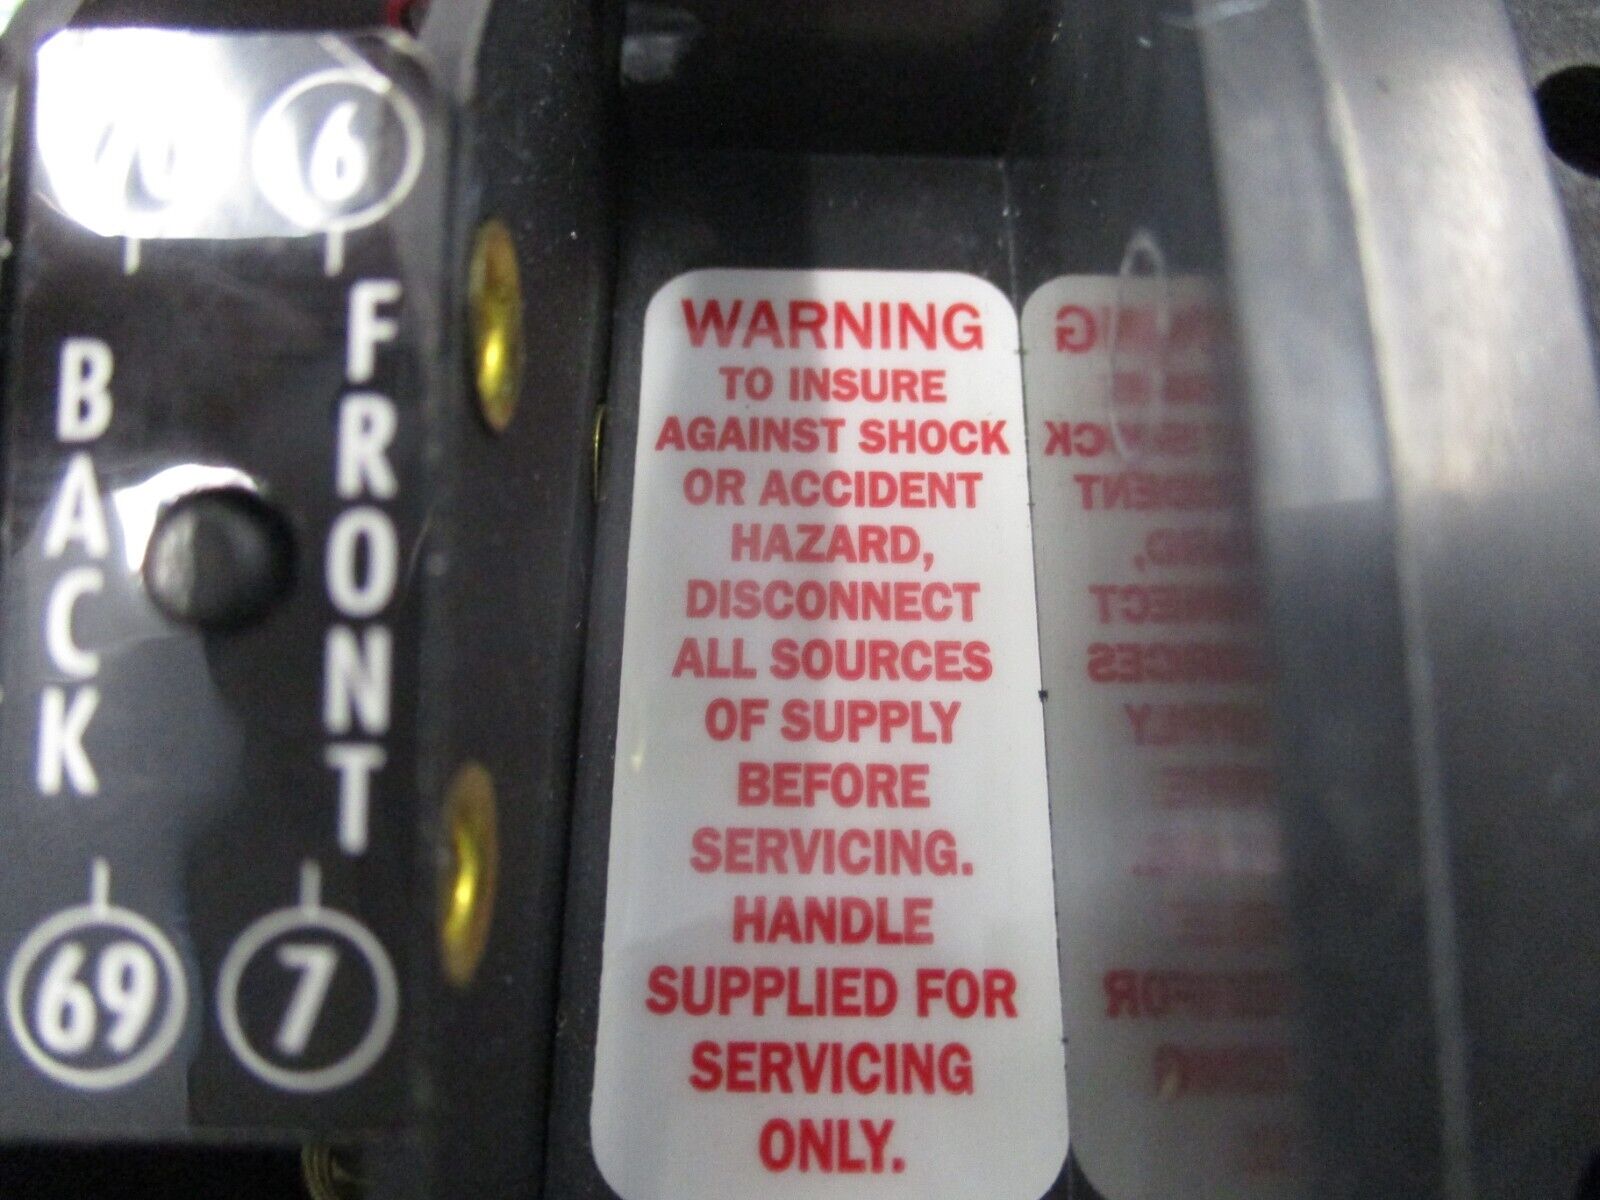 70 6
BACK
FRONT
69 7
WARNING
TO INSURE
AGAINST SHOCK
OR ACCIDENT
HAZARD,
DISCONNECT
ALL SOURCES
OF SUPPLY
BEFORE
SERVICING.
HANDLE
SUPPLIED FOR
SERVICING
ONLY.